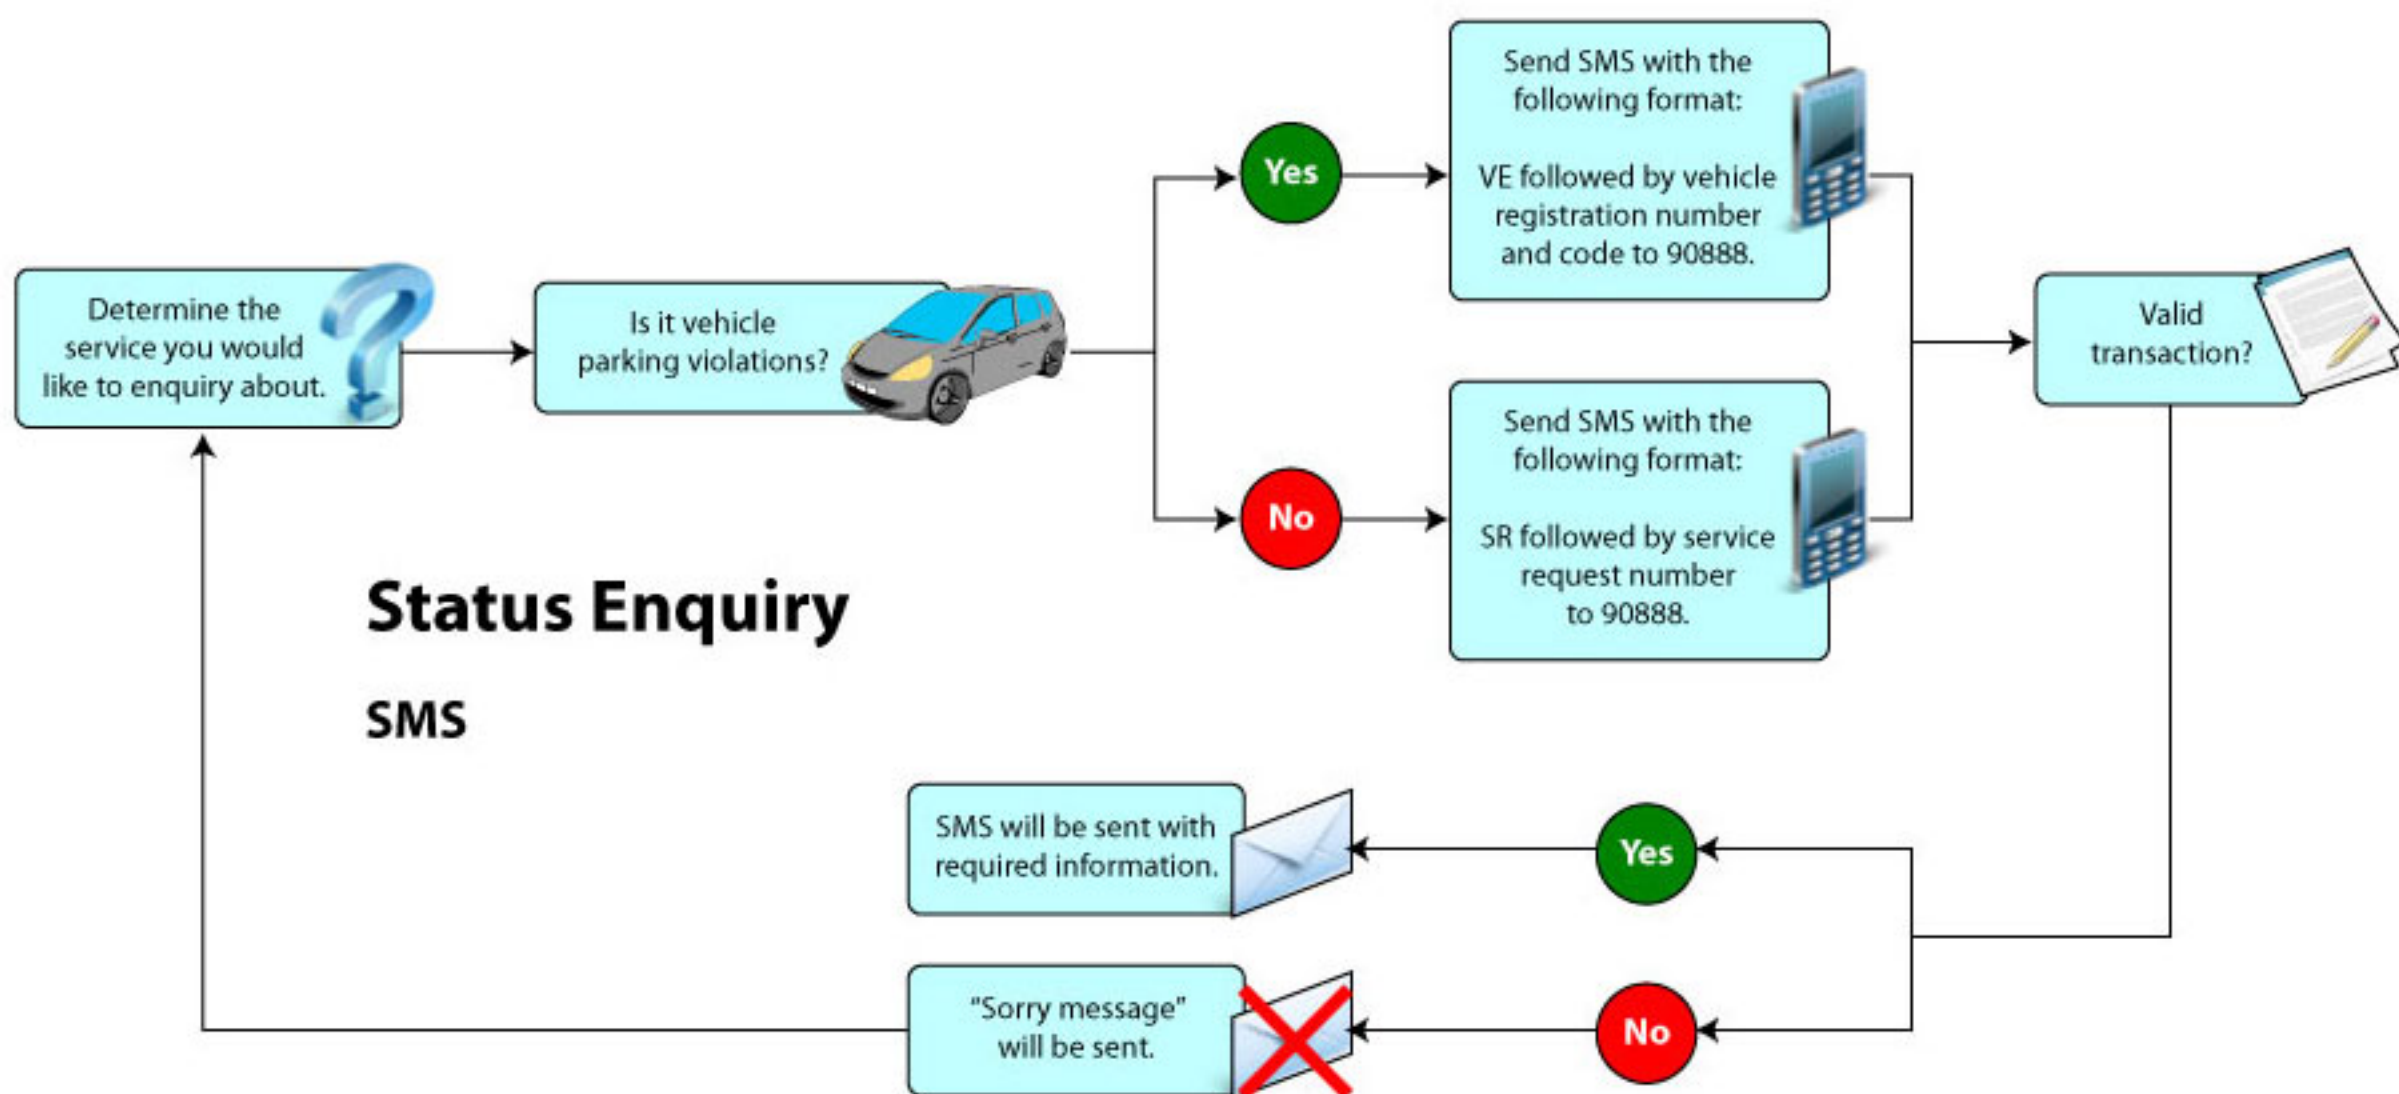 Determine the
service you would
like to enquiry about.
Is it vehicle
parking violations?
Yes
Send SMS with the
following format:
VE followed by vehicle
registration number
and code to 90888.
No
Send SMS with the
following format:
SR followed by service
request number
to 90888.
Valid
transaction?
Status Enquiry
SMS
Yes
SMS will be sent with
required information.
No
“Sorry message”
will be sent.